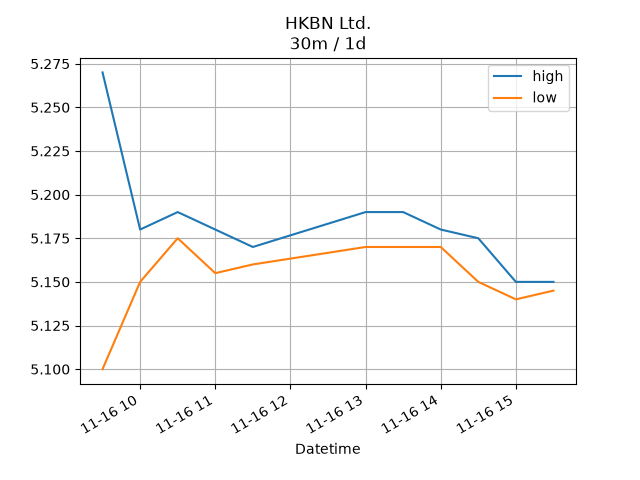 HKBN Ltd.
30m / 1d
high
low
5.275
5.250
5.225
5.200
5.175
5.150
5.125
5.100
11-16 10
11-16 11
11-16 12
11-16 13
11-16 14
11-16 15
Datetime